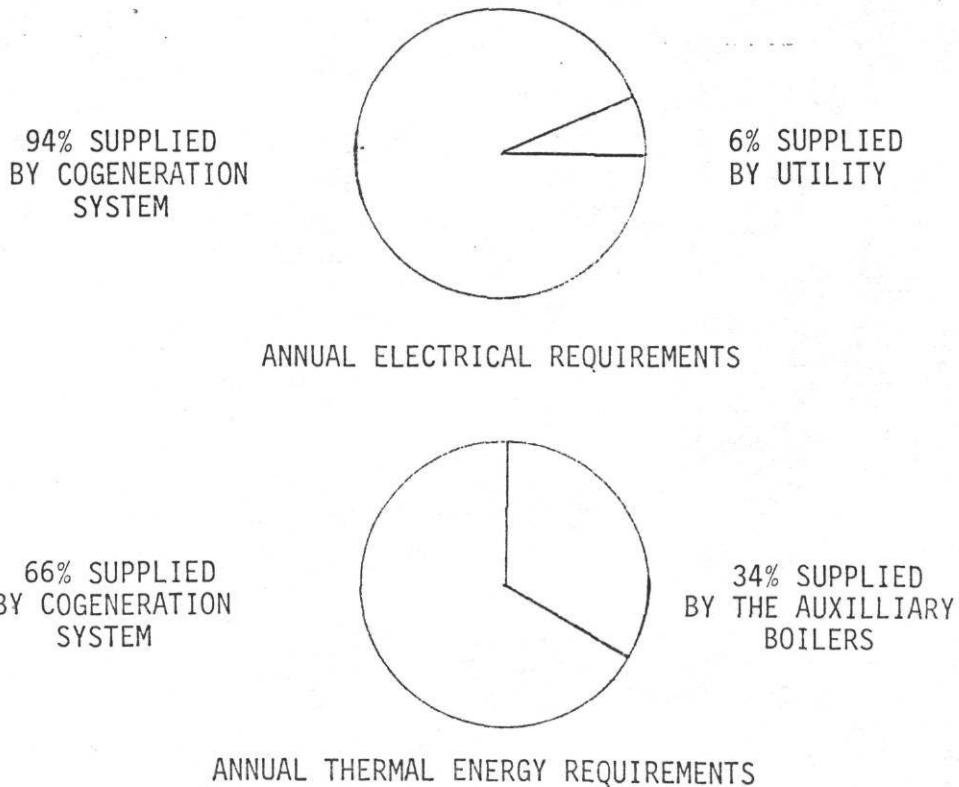 94% SUPPLIED
BY COGENERATION
SYSTEM
6% SUPPLIED
BY UTILITY
ANNUAL ELECTRICAL REQUIREMENTS
66% SUPPLIED
BY COGENERATION
SYSTEM
34% SUPPLIED
BY THE AUXILLIARY
BOILERS
ANNUAL THERMAL ENERGY REQUIREMENTS